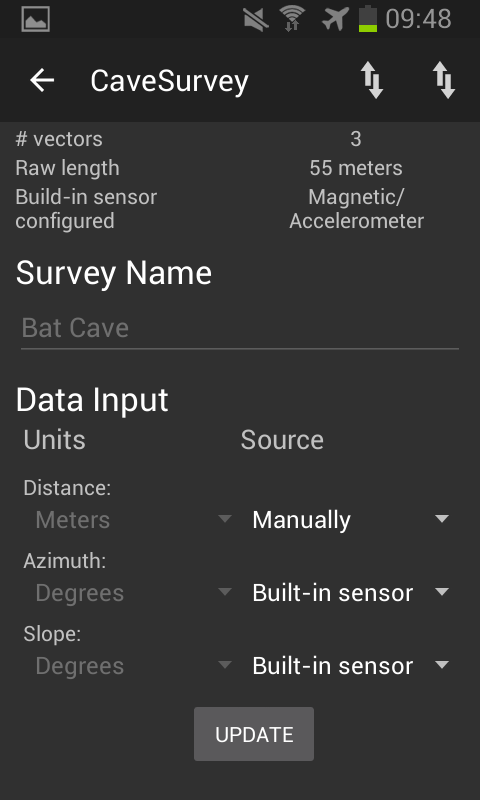 09:48
CaveSurvey
# vectors 3
Raw length 55 meters
Build-in sensor Magnetic/
configured Accelerometer
Survey Name
Bat Cave
Data Input
Units Source
Distance:
Meters Manually
Azimuth:
Degrees Built-in sensor
Slope:
Degrees Built-in sensor
UPDATE